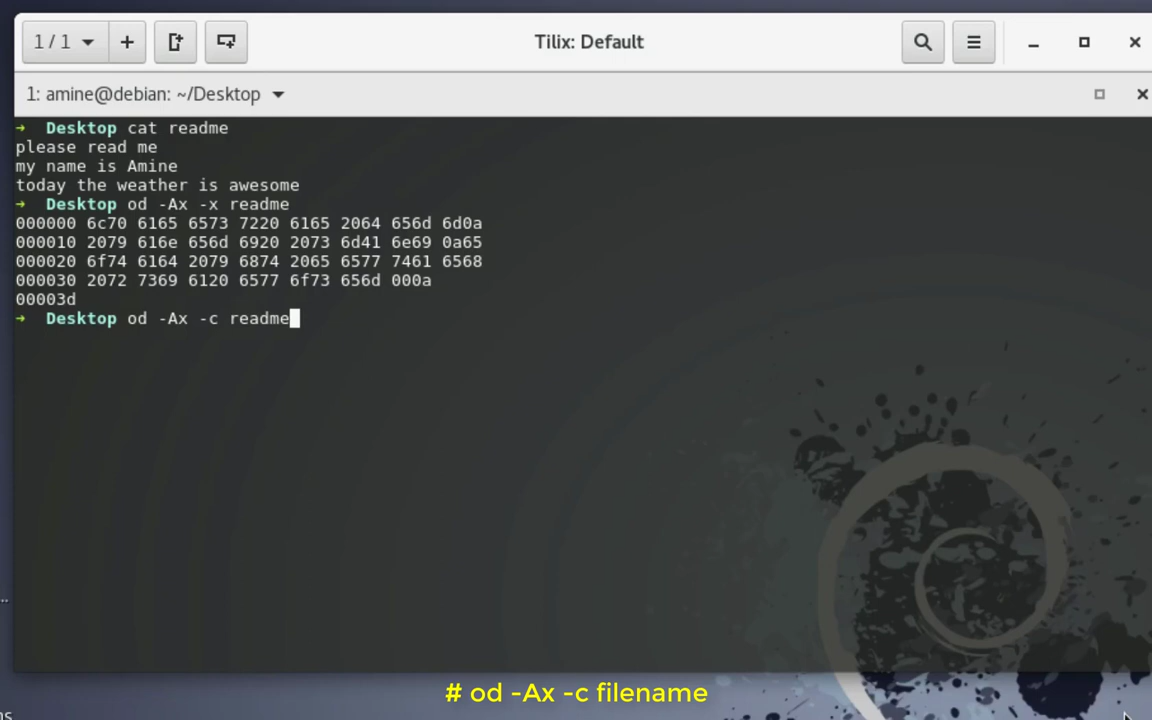 1 / 1
Tilix: Default
1: amine@debian: ~/Desktop
➜ Desktop cat readme
please read me
my name is Amine
today the weather is awesome
➜ Desktop od -Ax -x readme
000000 6c70 6165 6573 7220 6165 2064 656d 6d0a
000010 2079 616e 656d 6920 2073 6d41 6e69 0a65
000020 6f74 6164 2079 6874 2065 6577 7461 6568
000030 2072 7369 6120 6577 6f73 656d 000a
00003d
➜ Desktop od -Ax -c readme
# od -Ax -c filename